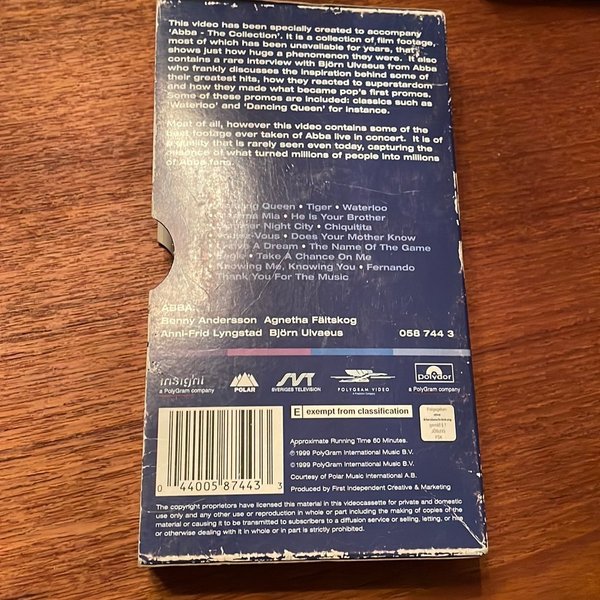 This video has been specially created to accompany
'Abba - The Collection'. It is a collection of film footage,
most of which has been unavailable for years, that
shows just how huge a phenomenon they were. It also
contains a rare interview with Björn Ulvaeus from Abba
who frankly discusses the inspiration behind some of
their greatest hits, how they reacted to superstardom
and how they made what became pop's first promos.
Some of these promos are included: classics such as
'Waterloo' and 'Dancing Queen' for instance.
Most of all, however this video contains some of the
best footage ever taken of Abba live in concert. It is of
a quality that is rarely seen even today, capturing the
essence of what turned millions of people into millions
of Abba fans.
Dancing Queen • Tiger • Waterloo
Mamma Mia • He Is Your Brother
Summer Night City • Chiquitita
Voulez-Vous • Does Your Mother Know
I Have A Dream • The Name Of The Game
Eagle • Take A Chance On Me
Knowing Me, Knowing You • Fernando
Thank You For The Music
ABBA:
Benny Andersson Agnetha Fältskog
Anni-Frid Lyngstad Björn Ulvaeus 058 744 3
insight POLAR SVT POLYGRAM VIDEO Polydor
a PolyGram company SVERIGES TELEVISION a PolyGram company
E exempt from classification
Approximate Running Time 60 Minutes.
℗ 1999 PolyGram International Music B.V.
© 1999 PolyGram International Music B.V.
Courtesy of Polar Music International A.B.
Produced by First Independent Creative & Marketing
0 44005 87443 3
The copyright proprietors have licensed the material in this videocassette for private and domestic
use only and any other use or reproduction in whole or part including the making of copies of the
material or causing it to be transmitted to subscribers to a diffusion service or selling, letting, or hire
or otherwise dealing with it in whole or in part is strictly prohibited.